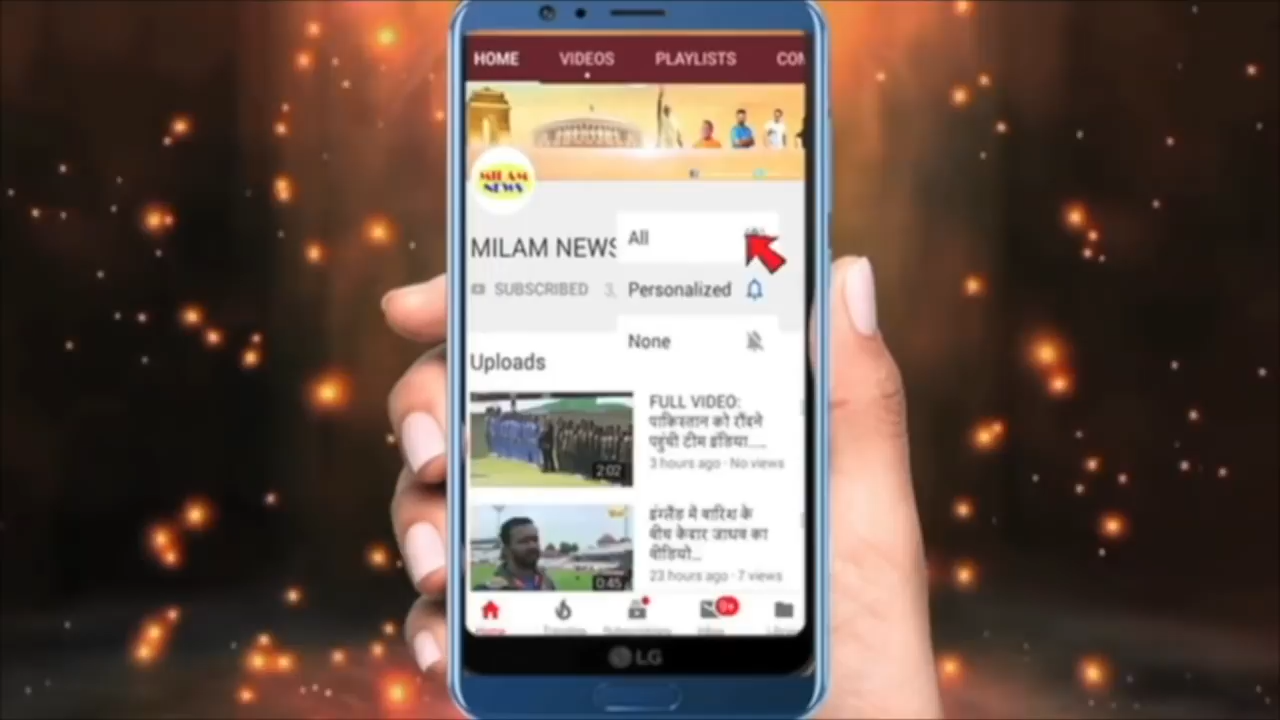 HOME VIDEOS PLAYLISTS
MILAM
NEWS
MILAM NEWS
All
SUBSCRIBED
Personalized
None
Uploads
FULL VIDEO:
पाकिस्तान को रौंदने
पहुंची टीम इंडिया.....
3 hours ago · No views
2:02
इंग्लैंड में बारिश के
बीच केदार जाधव का
वीडियो...
23 hours ago · 7 views
0:45
9+
Home
LG